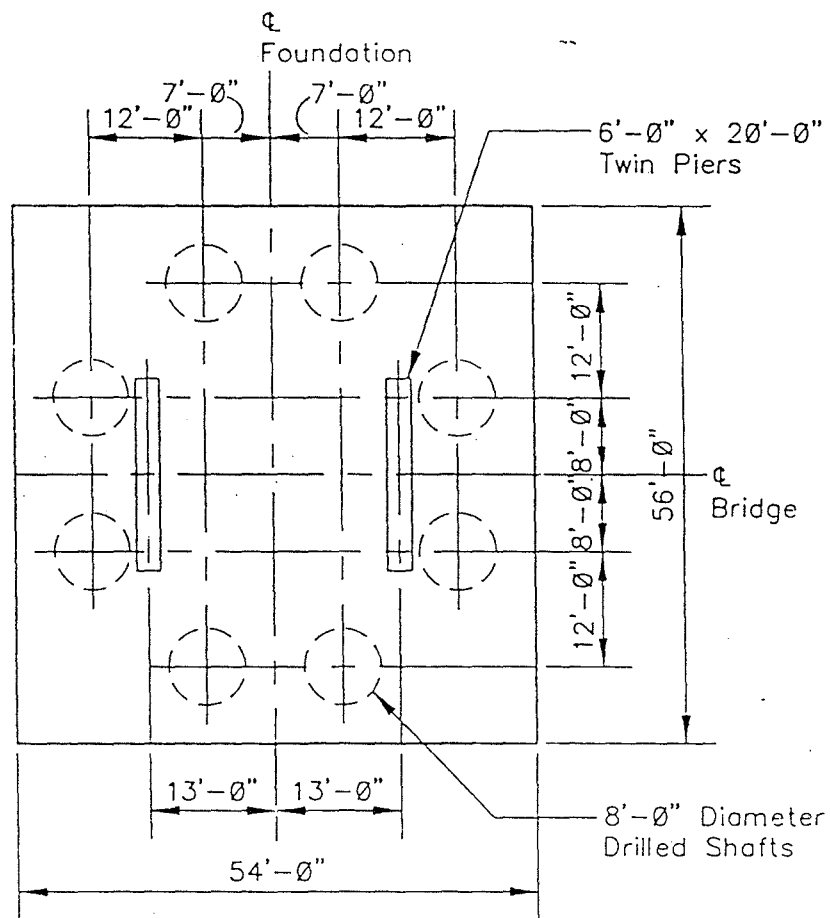 ℄
Foundation
7'-0" 7'-0"
12'-0" 12'-0"
6'-0" x 20'-0"
Twin Piers
12'-0"
8'-0"
56'-0"
℄
Bridge
8'-0"
12'-0"
13'-0" 13'-0"
8'-0" Diameter
Drilled Shafts
54'-0"